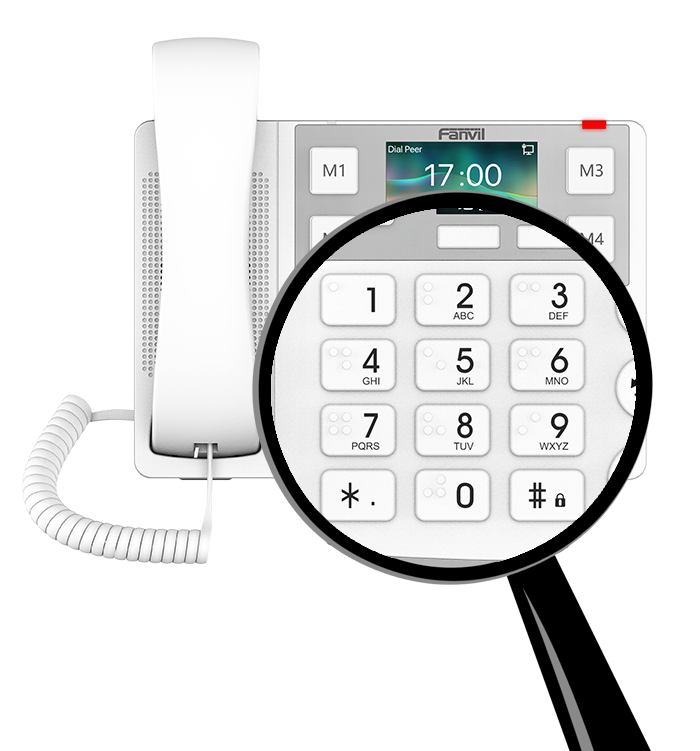 Fanvil
Dial Peer
17:00
M1
M3
M4
1
2
ABC
3
DEF
4
GHI
5
JKL
6
MNO
7
PQRS
8
TUV
9
WXYZ
* .
0
#